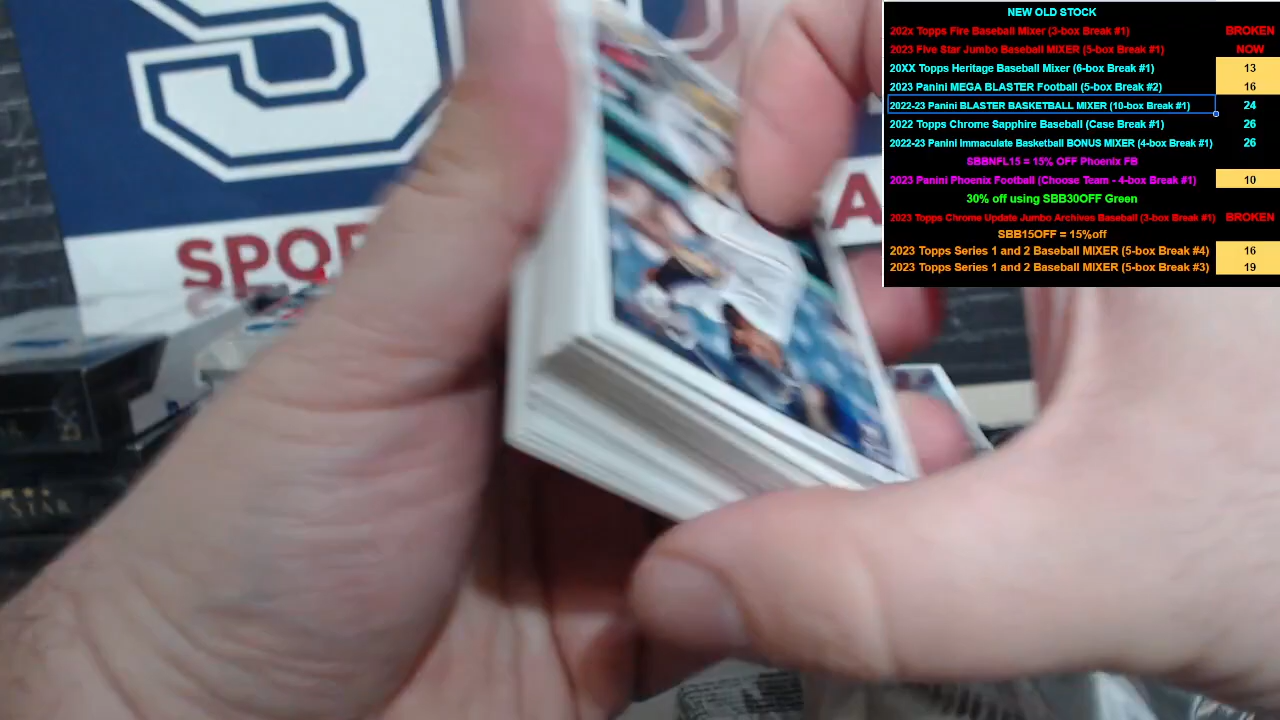 NEW OLD STOCK
202x Topps Fire Baseball Mixer (3-box Break #1) BROKEN
2023 Five Star Jumbo Baseball MIXER (5-box Break #1) NOW
20XX Topps Heritage Baseball Mixer (6-box Break #1) 13
2023 Panini MEGA BLASTER Football (5-box Break #2) 16
2022-23 Panini BLASTER BASKETBALL MIXER (10-box Break #1) 24
2022 Topps Chrome Sapphire Baseball (Case Break #1) 26
2022-23 Panini Immaculate Basketball BONUS MIXER (4-box Break #1) 26
SBBNFL15 = 15% OFF Phoenix FB
2023 Panini Phoenix Football (Choose Team - 4-box Break #1) 10
30% off using SBB30OFF Green
2023 Topps Chrome Update Jumbo Archives Baseball (3-box Break #1) BROKEN
SBB15OFF = 15%off
2023 Topps Series 1 and 2 Baseball MIXER (5-box Break #4) 16
2023 Topps Series 1 and 2 Baseball MIXER (5-box Break #3) 19
S
SPO
A
STAR